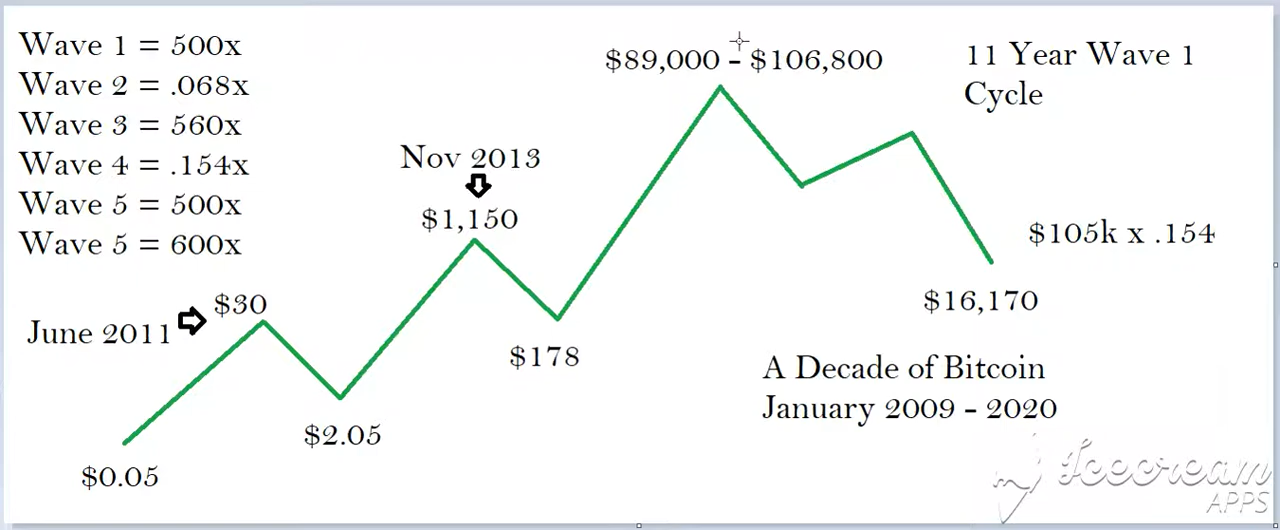 Wave 1 = 500x
Wave 2 = .068x
Wave 3 = 560x
Wave 4 = .154x
Wave 5 = 500x
Wave 5 = 600x
$89,000 - $106,800
11 Year Wave 1
Cycle
Nov 2013
$1,150
$105k x .154
$30
June 2011
$16,170
$178
A Decade of Bitcoin
January 2009 - 2020
$2.05
$0.05
Icecream
APPS